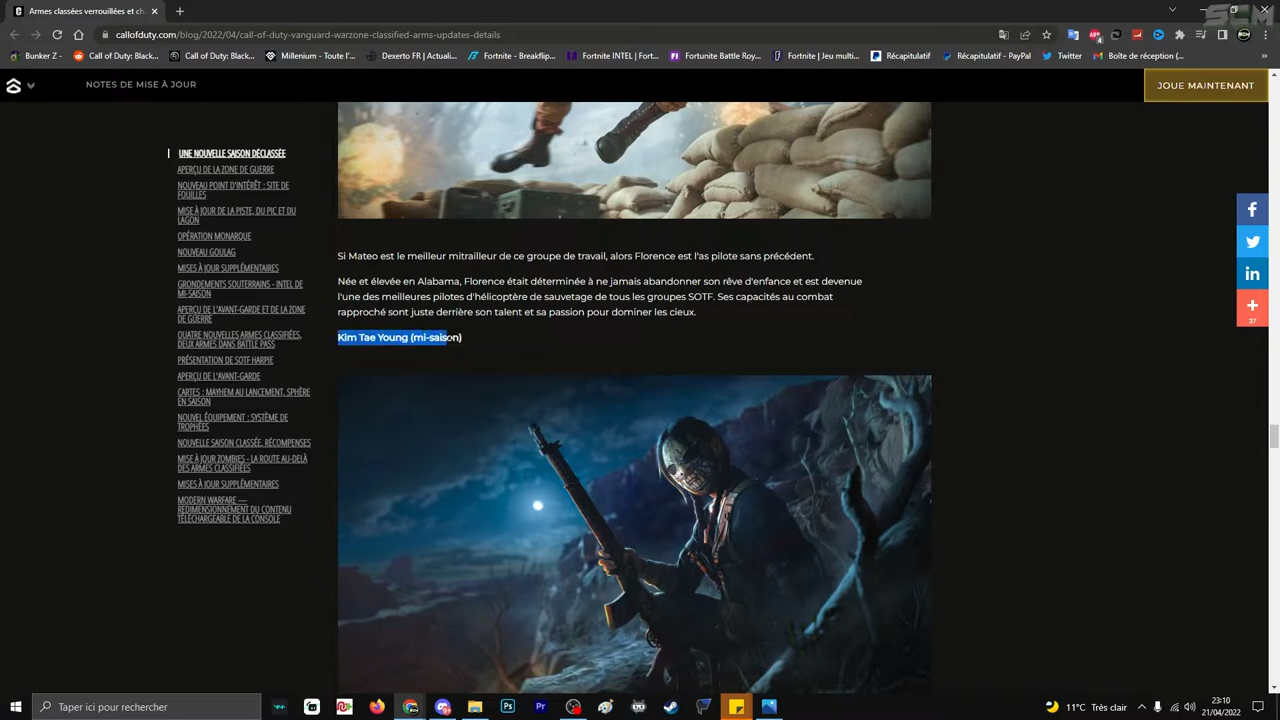 SCM
Armes classées verrouillées et ch
callofduty.com/blog/2022/04/call-of-duty-vanguard-warzone-classified-arms-updates-details
Bunker Z - Call of Duty: Black... Call of Duty: Black... Millenium - Tout l'... Dexerto FR | Actuali... Fortnite - Breakflip... Fortnite INTEL | Fort... Fortunite Battle Roy... Fortnite | Jeu multi... Récapitulatif Récapitulatif - PayPal Twitter Boîte de réception (...
NOTES DE MISE À JOUR
JOUE MAINTENANT
UNE NOUVELLE SAISON DÉCLASSÉE
APERÇU DE LA ZONE DE GUERRE
NOUVEAU POINT D'INTÉRÊT : SITE DE
FOUILLES
MISE À JOUR DE LA PISTE, DU PIC ET DU
LAGON
OPÉRATION MONARQUE
NOUVEAU GOULAG
MISES À JOUR SUPPLÉMENTAIRES
GRONDEMENTS SOUTERRAINS - INTEL DE
MI-SAISON
APERÇU DE L'AVANT-GARDE ET DE LA ZONE
DE GUERRE
QUATRE NOUVELLES ARMES CLASSIFIÉES,
DEUX ARMES DANS BATTLE PASS
PRÉSENTATION DE SOTF HARPIE
APERÇU DE L'AVANT-GARDE
CARTES : MAYHEM AU LANCEMENT, SPHÈRE
EN SAISON
NOUVEL ÉQUIPEMENT : SYSTÈME DE
TROPHÉES
NOUVELLE SAISON CLASSÉE, RÉCOMPENSES
MISE À JOUR ZOMBIES - LA ROUTE AU-DELÀ
DES ARMES CLASSIFIÉES
MISES À JOUR SUPPLÉMENTAIRES
MODERN WARFARE —
REDIMENSIONNEMENT DU CONTENU
TÉLÉCHARGEABLE DE LA CONSOLE
Si Mateo est le meilleur mitrailleur de ce groupe de travail, alors Florence est l'as pilote sans précédent.
Née et élevée en Alabama, Florence était déterminée à ne jamais abandonner son rêve d'enfance et est devenue
l'une des meilleures pilotes d'hélicoptère de sauvetage de tous les groupes SOTF. Ses capacités au combat
rapproché sont juste derrière son talent et sa passion pour dominer les cieux.
Kim Tae Young (mi-saison)
37
Taper ici pour rechercher
11°C Très clair
23:10
21/04/2022